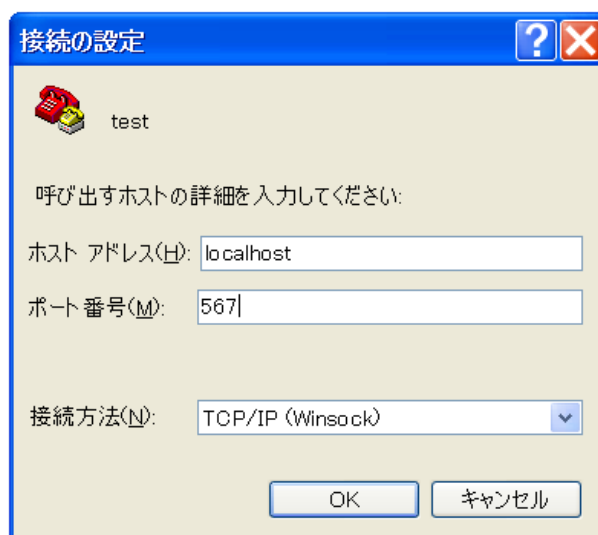 接続の設定
test
呼び出すホストの詳細を入力してください:
ホスト アドレス(H): localhost
ポート番号(M): 567
接続方法(N): TCP/IP (Winsock)
OK キャンセル